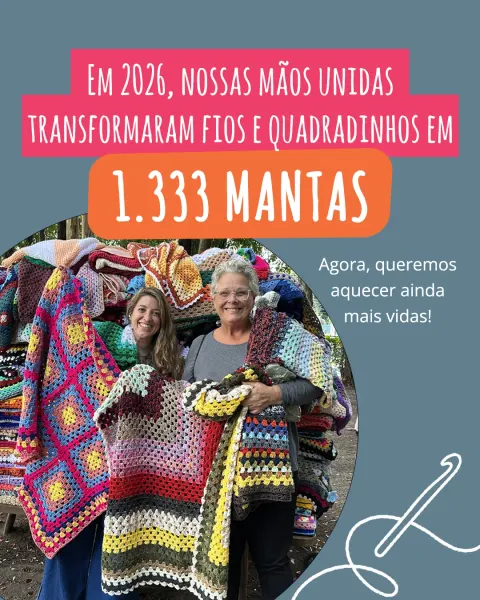 Em 2026, nossas mãos unidas
transformaram fios e quadradinhos em
1.333 mantas
Agora, queremos
aquecer ainda
mais vidas!